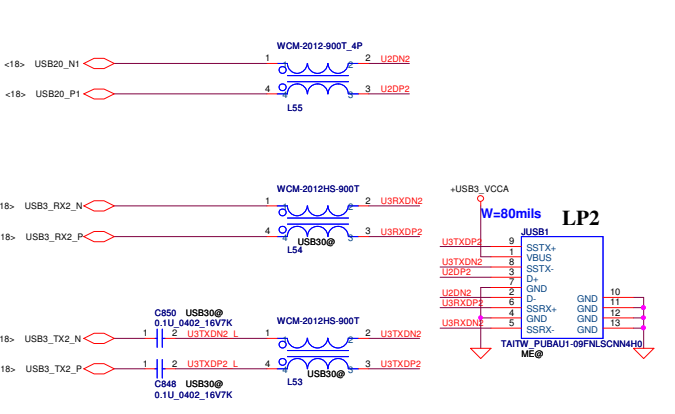 WCM-2012-900T_4P
<18> USB20_N1 1 2 U2DN2
<18> USB20_P1 4 3 U2DP2
L55
WCM-2012HS-900T
18> USB3_RX2_N 1 2 U3RXDN2
18> USB3_RX2_P 4 3 U3RXDP2
USB30@
L54
+USB3_VCCA
W=80mils
LP2
JUSB1
U3TXDP2 9 SSTX+
1 VBUS
U3TXDN2 8 SSTX-
U2DP2 3 D+
7 GND
U2DN2 2 D- GND 10
U3RXDP2 6 SSRX+ GND 11
4 GND GND 12
U3RXDN2 5 SSRX- GND 13
TAITW_PUBAU1-09FNLSCNN4H0
ME@
C850 USB30@
0.1U_0402_16V7K
WCM-2012HS-900T
18> USB3_TX2_N 1 2 U3TXDN2_L 1 2 U3TXDN2
18> USB3_TX2_P 1 2 U3TXDP2_L 4 3 U3TXDP2
USB30@
L53
C848 USB30@
0.1U_0402_16V7K